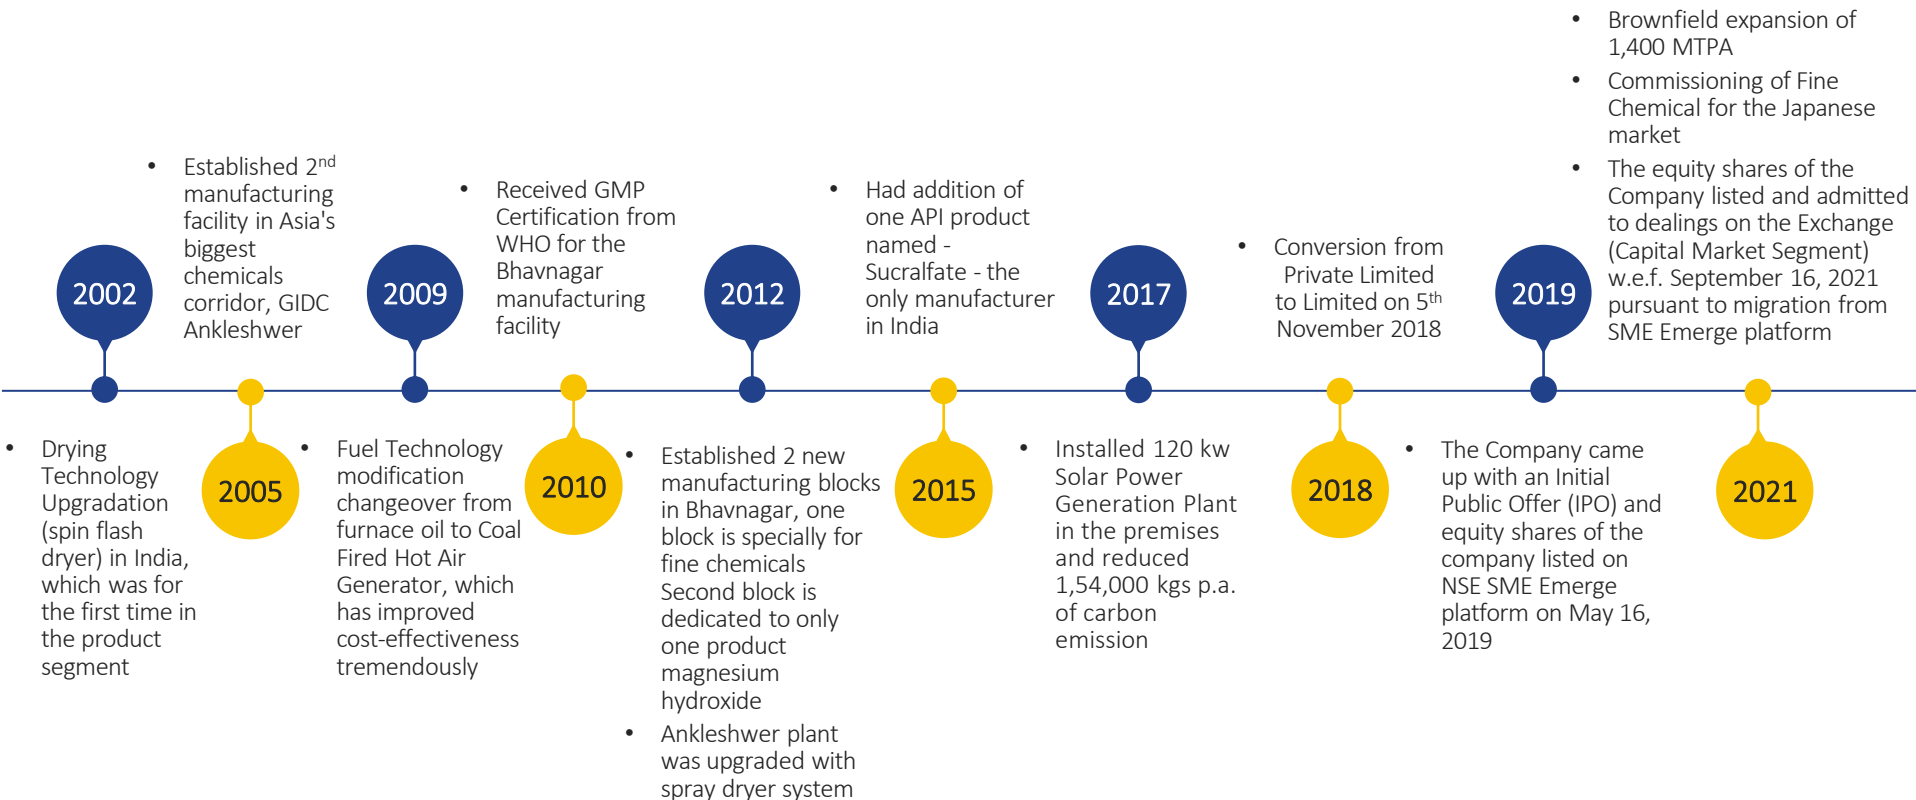 2002
• Drying
Technology
Upgradation
(spin flash
dryer) in India,
which was for
the first time in
the product
segment
• Established 2nd
manufacturing
facility in Asia's
biggest
chemicals
corridor, GIDC
Ankleshwer
2005
2009
• Fuel Technology
modification
changeover from
furnace oil to Coal
Fired Hot Air
Generator, which
has improved
cost-effectiveness
tremendously
• Received GMP
Certification from
WHO for the
Bhavnagar
manufacturing
facility
2010
2012
• Established 2 new
manufacturing blocks
in Bhavnagar, one
block is specially for
fine chemicals
Second block is
dedicated to only
one product
magnesium
hydroxide
• Ankleshwer plant
was upgraded with
spray dryer system
• Had addition of
one API product
named -
Sucralfate - the
only manufacturer
in India
2015
2017
• Installed 120 kw
Solar Power
Generation Plant
in the premises
and reduced
1,54,000 kgs p.a.
of carbon
emission
• Conversion from
Private Limited
to Limited on 5th
November 2018
2018
2019
• The Company came
up with an Initial
Public Offer (IPO) and
equity shares of the
company listed on
NSE SME Emerge
platform on May 16,
2019
• Brownfield expansion of
1,400 MTPA
• Commissioning of Fine
Chemical for the Japanese
market
• The equity shares of the
Company listed and admitted
to dealings on the Exchange
(Capital Market Segment)
w.e.f. September 16, 2021
pursuant to migration from
SME Emerge platform
2021